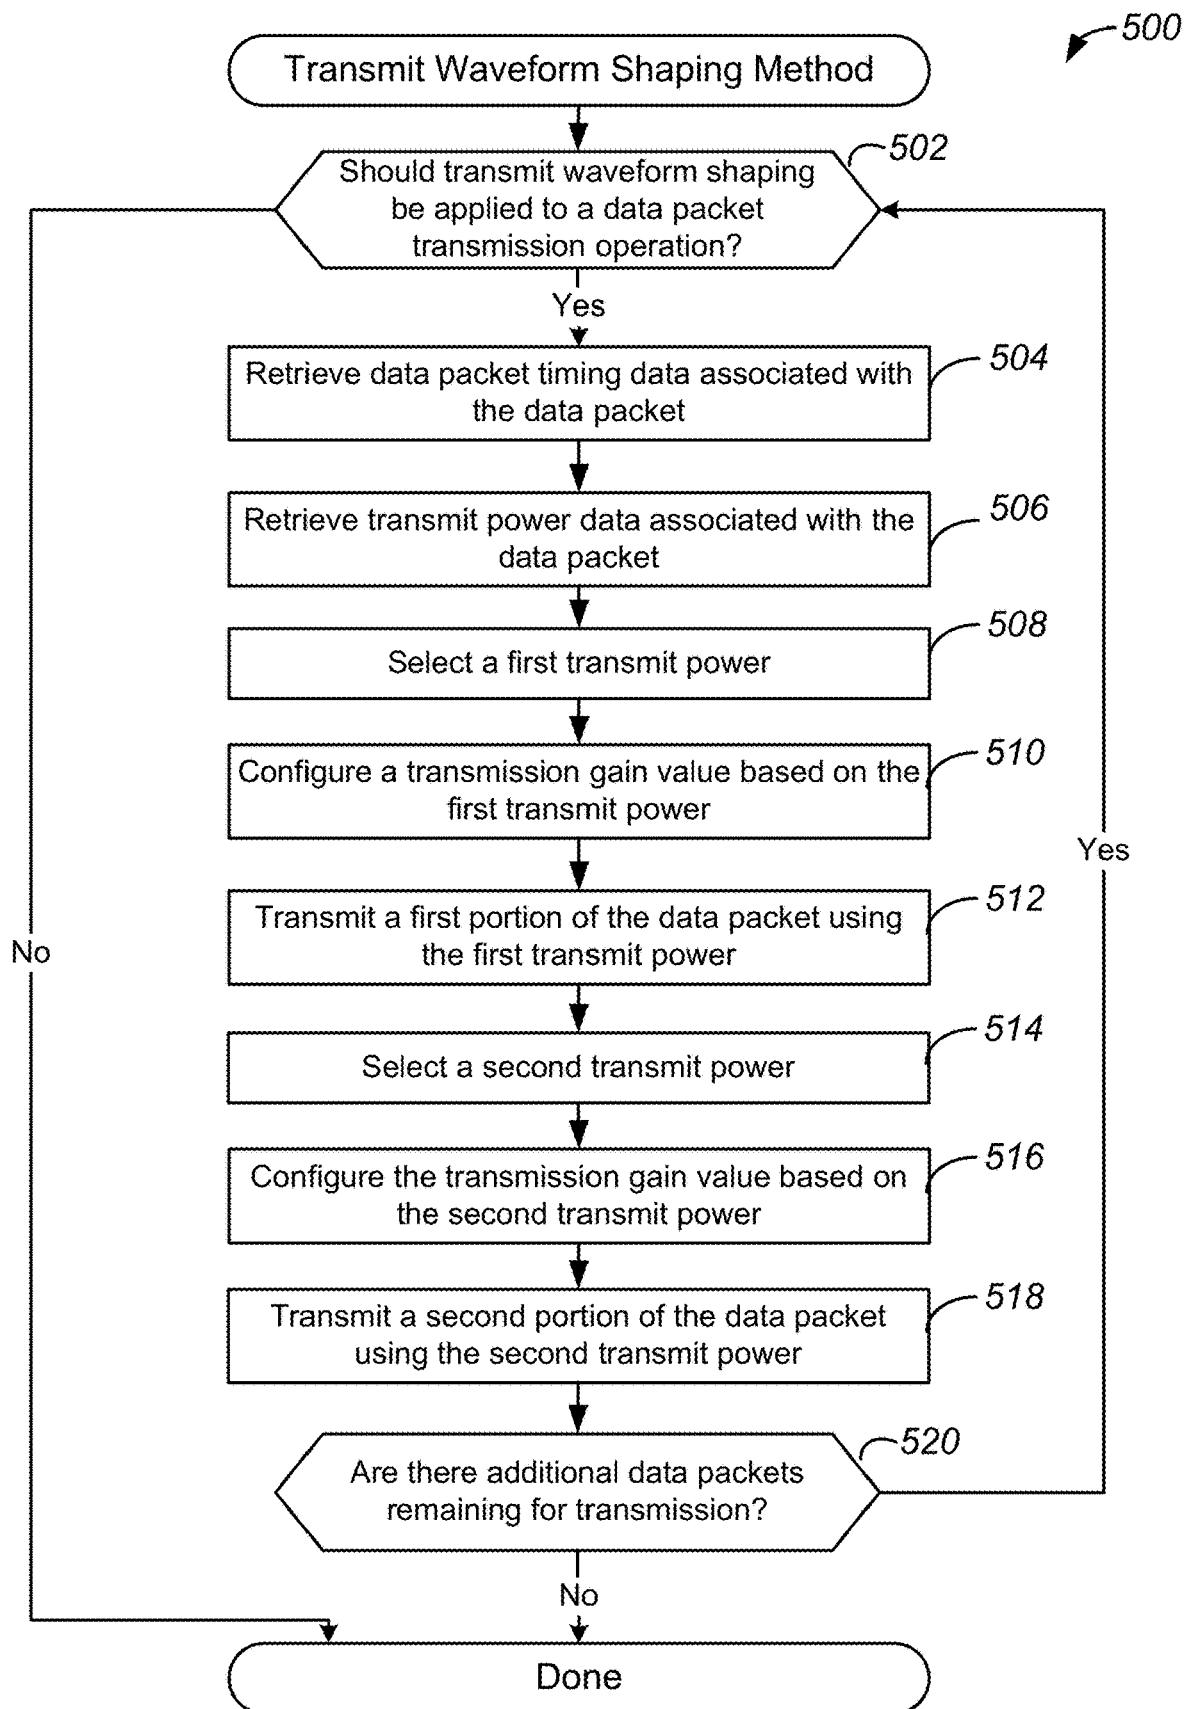 500
Transmit Waveform Shaping Method
502
Should transmit waveform shaping
be applied to a data packet
transmission operation?
Yes
504
Retrieve data packet timing data associated with
the data packet
506
Retrieve transmit power data associated with the
data packet
508
Select a first transmit power
510
Configure a transmission gain value based on the
first transmit power
Yes
512
Transmit a first portion of the data packet using
the first transmit power
No
514
Select a second transmit power
516
Configure the transmission gain value based on
the second transmit power
518
Transmit a second portion of the data packet
using the second transmit power
520
Are there additional data packets
remaining for transmission?
No
Done